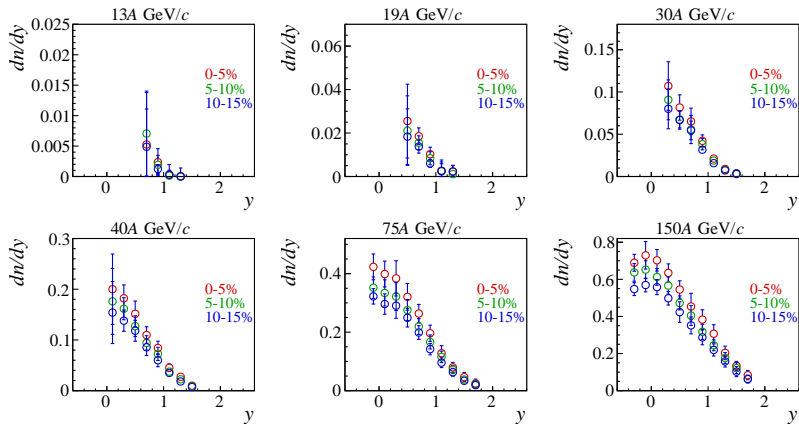 13A GeV/c
dn/dy
0.025
0.02
0.015
0.01
0.005
0
0-5%
5-10%
10-15%
0 1 2
y
19A GeV/c
dn/dy
0.06
0.04
0.02
0
0-5%
5-10%
10-15%
0 1 2
y
30A GeV/c
dn/dy
0.15
0.1
0.05
0
0-5%
5-10%
10-15%
0 1 2
y
40A GeV/c
dn/dy
0.3
0.2
0.1
0
0-5%
5-10%
10-15%
0 1 2
y
75A GeV/c
dn/dy
0.4
0.2
0
0-5%
5-10%
10-15%
0 1 2
y
150A GeV/c
dn/dy
0.8
0.6
0.4
0.2
0
0-5%
5-10%
10-15%
0 1 2
y